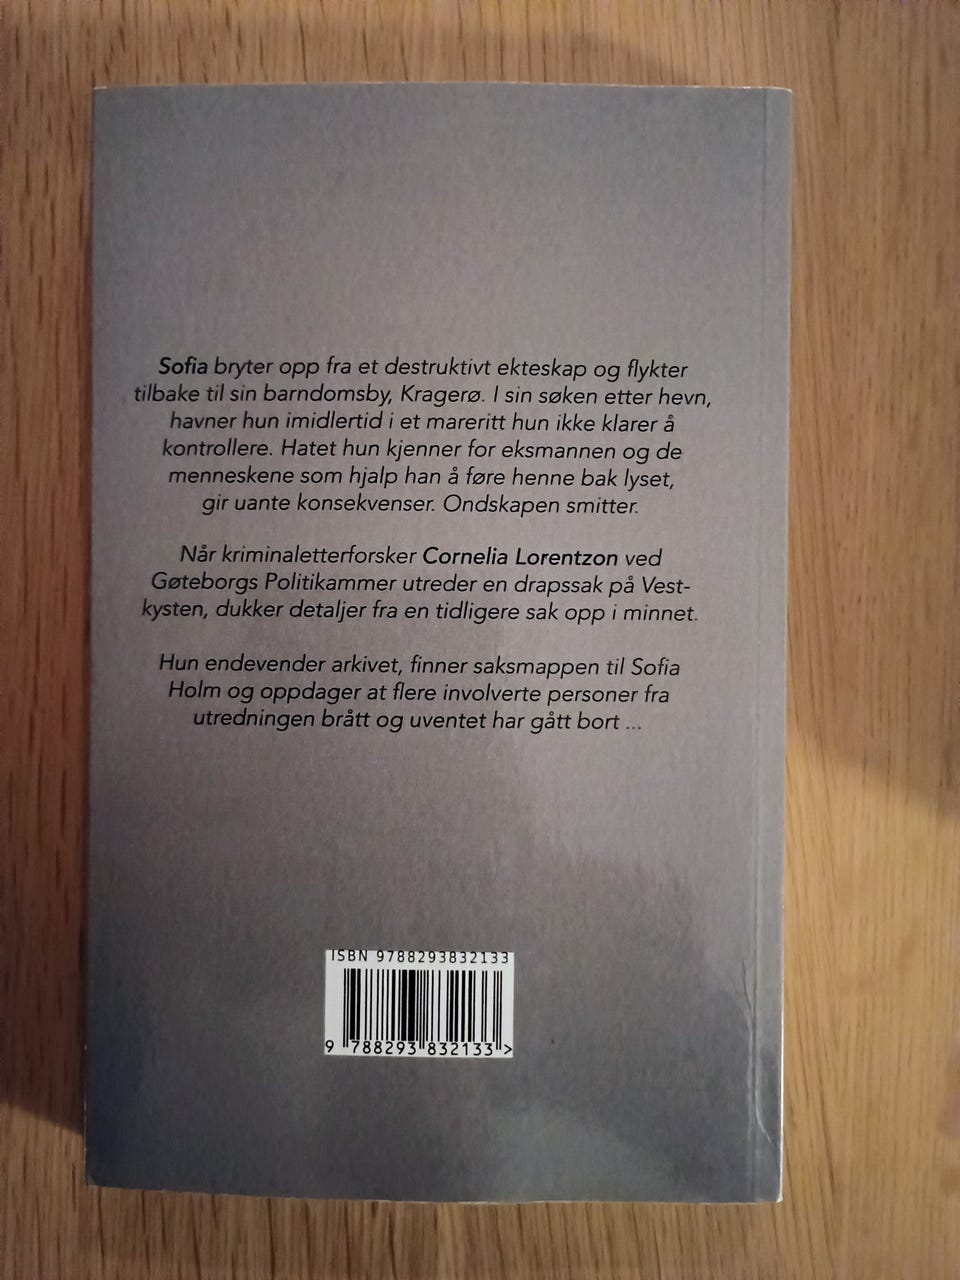 Sofia bryter opp fra et destruktivt ekteskap og flykter
tilbake til sin barndomsby, Kragerø. I sin søken etter hevn,
havner hun imidlertid i et mareritt hun ikke klarer å
kontrollere. Hatet hun kjenner for eksmannen og de
menneskene som hjalp han å føre henne bak lyset,
gir uante konsekvenser. Ondskapen smitter.
Når kriminaletterforsker Cornelia Lorentzon ved
Gøteborgs Politikammer utreder en drapssak på Vest-
kysten, dukker detaljer fra en tidligere sak opp i minnet.
Hun endevender arkivet, finner saksmappen til Sofia
Holm og oppdager at flere involverte personer fra
utredningen brått og uventet har gått bort ...
ISBN 9788293832133
9 788293 832133 >